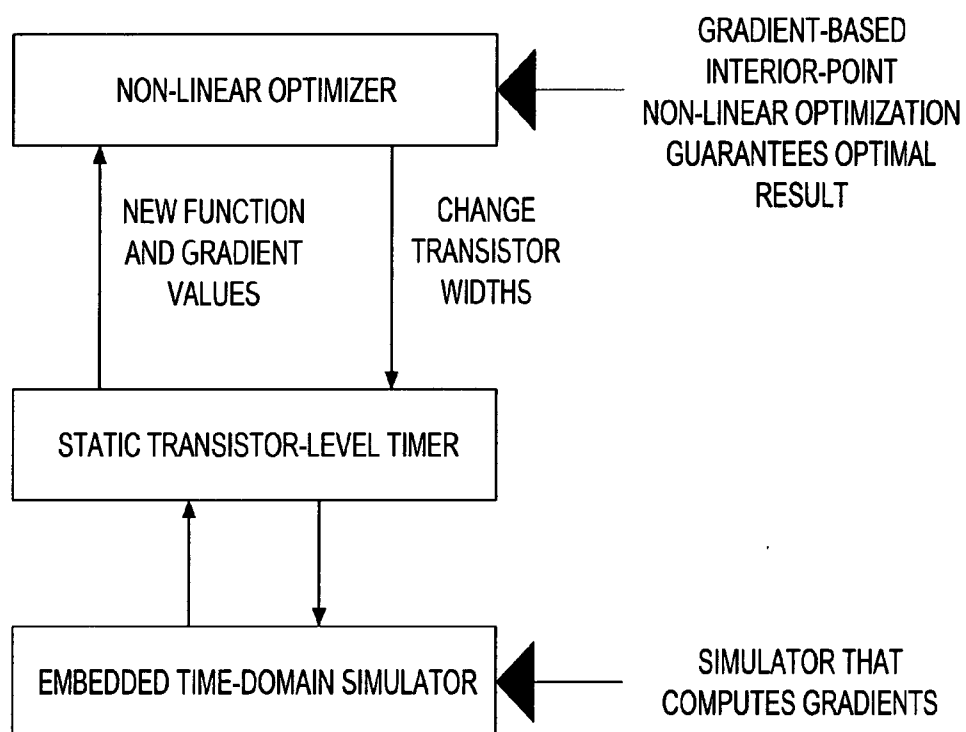 NON-LINEAR OPTIMIZER
GRADIENT-BASED
INTERIOR-POINT
NON-LINEAR OPTIMIZATION
GUARANTEES OPTIMAL
RESULT
NEW FUNCTION
AND GRADIENT
VALUES
CHANGE
TRANSISTOR
WIDTHS
STATIC TRANSISTOR-LEVEL TIMER
EMBEDDED TIME-DOMAIN SIMULATOR
SIMULATOR THAT
COMPUTES GRADIENTS